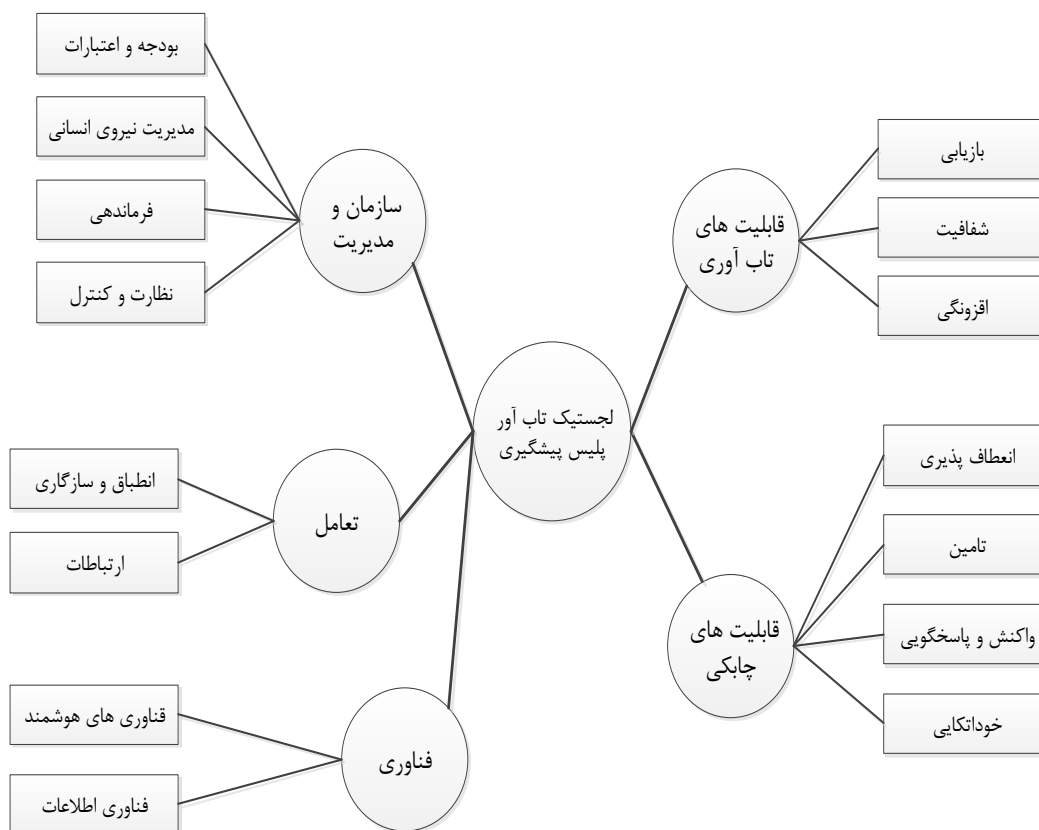 بودجه و اعتبارات
مدیریت نیروی انسانی
فرماندهی
نظارت و کنترل
سازمان و
مدیریت
قابلیت های
تاب آوری
بازیابی
شفافیت
اقزونگی
لجستیک تاب آور
پلیس پیشگیری
انطباق و سازگاری
ارتباطات
تعامل
قابلیت های
چابکی
انعطاف پذیری
تامین
واکنش و پاسخگویی
خوداتکایی
قناوری های هوشمند
فناوری اطلاعات
فناوری